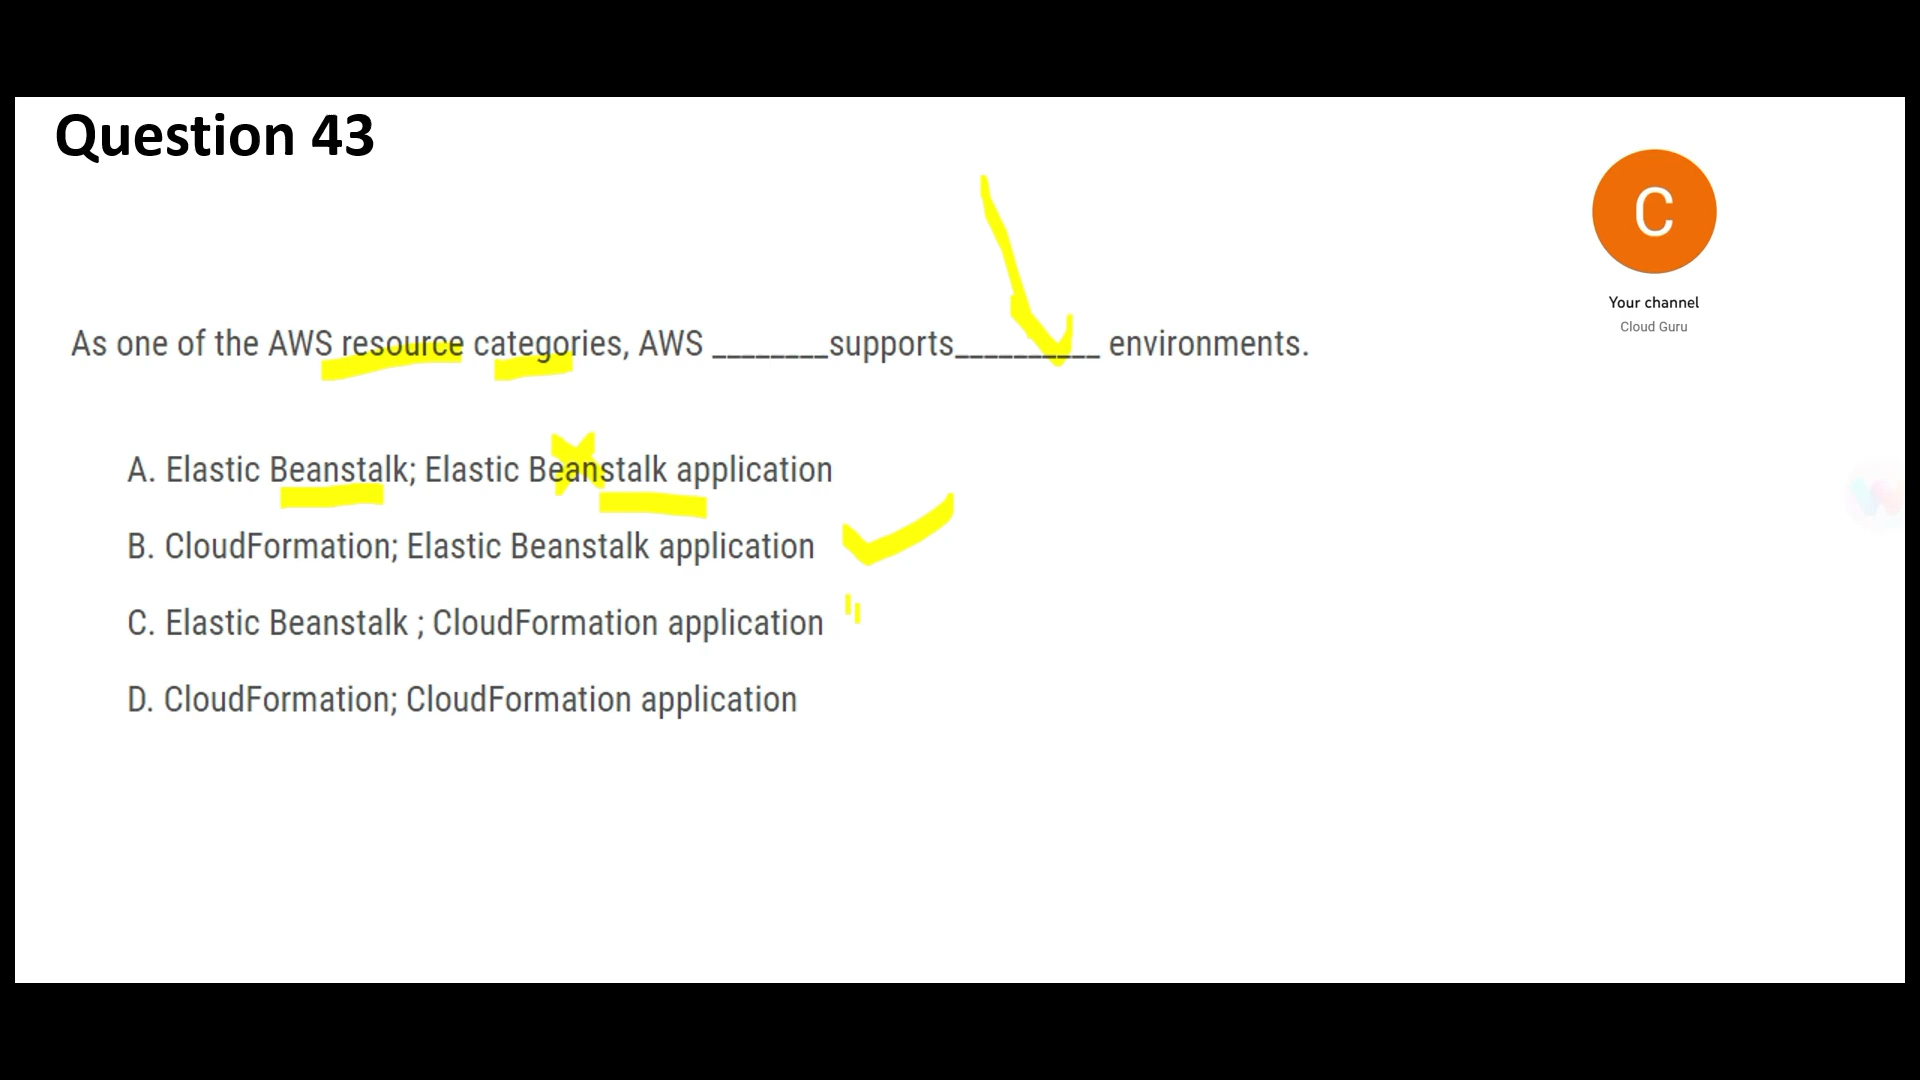 Question 43
C
Your channel
Cloud Guru
As one of the AWS resource categories, AWS ________supports__________ environments.
A. Elastic Beanstalk; Elastic Beanstalk application
B. CloudFormation; Elastic Beanstalk application
C. Elastic Beanstalk ; CloudFormation application
D. CloudFormation; CloudFormation application